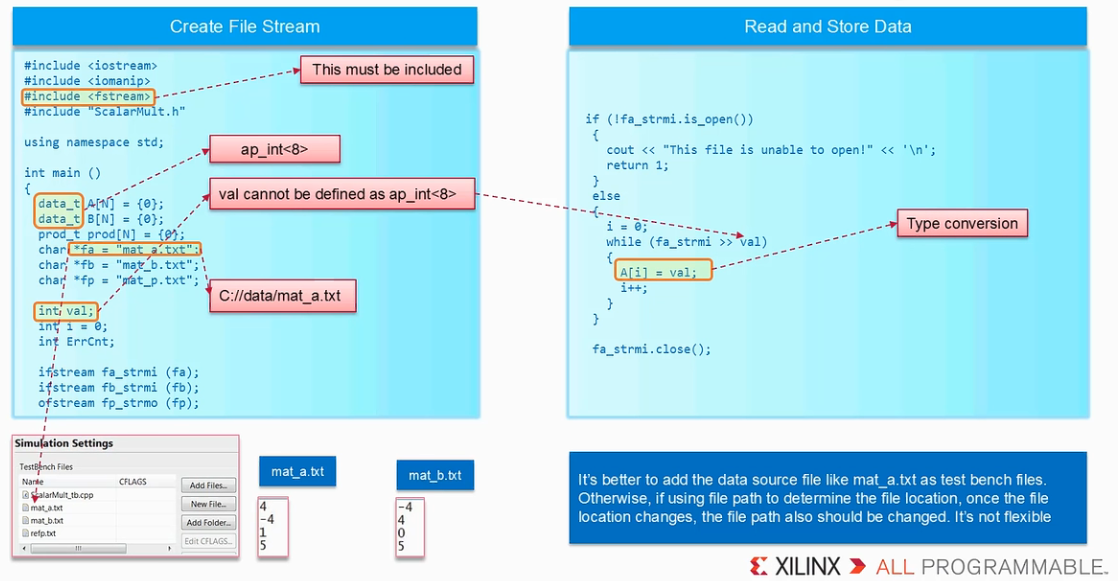 Create File Stream
#include <iostream>
#include <iomanip>
#include <fstream>
#include "ScalarMult.h"
using namespace std;
int main ()
{
data_t A[N] = {0};
data_t B[N] = {0};
prod_t prod[N] = {0};
char *fa = "mat_a.txt";
char *fb = "mat_b.txt";
char *fp = "mat_p.txt";
int val;
int i = 0;
int ErrCnt;
ifstream fa_strmi (fa);
ifstream fb_strmi (fb);
ofstream fp_strmo (fp);
This must be included
ap_int<8>
val cannot be defined as ap_int<8>
C://data/mat_a.txt
Read and Store Data
if (!fa_strmi.is_open())
{
cout << "This file is unable to open!" << '\n';
return 1;
}
else
{
i = 0;
while (fa_strmi >> val)
{
A[i] = val;
i++;
}
}
fa_strmi.close();
Type conversion
Simulation Settings
TestBench Files
Name CFLAGS
ScalarMult_tb.cpp
mat_a.txt
mat_b.txt
refp.txt
Add Files...
New File...
Add Folder...
Edit CFLAGS...
mat_a.txt
4
-4
1
5
mat_b.txt
-4
4
0
5
It's better to add the data source file like mat_a.txt as test bench files.
Otherwise, if using file path to determine the file location, once the file
location changes, the file path also should be changed. It's not flexible
XILINX ALL PROGRAMMABLE™